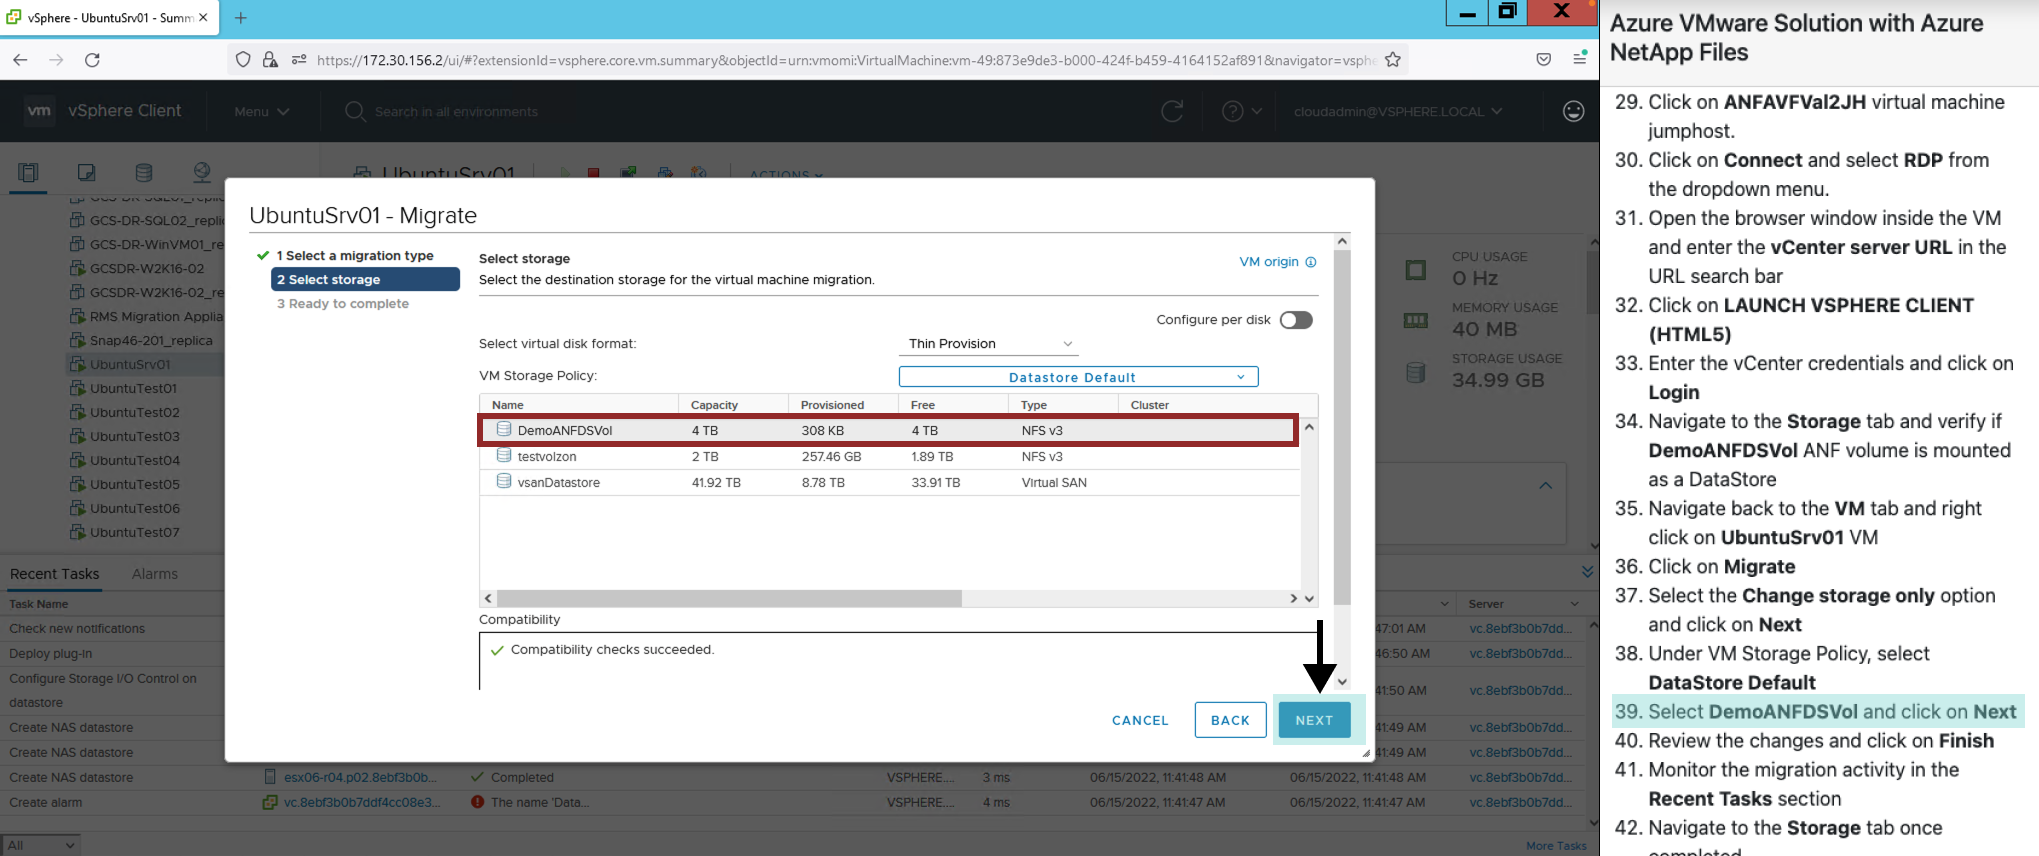 vSphere - UbuntuSrv01 - Summ
https://172.30.156.2/ui/#?extensionId=vsphere.core.vm.summary&objectId=urn:vmomi:VirtualMachine:vm-49:873e9de3-b000-424f-b459-4164152af891&navigator=vsphe
vm vSphere Client Menu Search in all environments cloudadmin@VSPHERE.LOCAL
UbuntuSrv01 ACTIONS
GCS-DR-SQL01_replic
GCS-DR-SQL02_replic
GCS-DR-WinVM01_re
GCSDR-W2K16-02
GCSDR-W2K16-02_re
RMS Migration Applia
Snap46-201_replica
UbuntuSrv01
UbuntuTest01
UbuntuTest02
UbuntuTest03
UbuntuTest04
UbuntuTest05
UbuntuTest06
UbuntuTest07
CPU USAGE
0 Hz
MEMORY USAGE
40 MB
STORAGE USAGE
34.99 GB
UbuntuSrv01 - Migrate
1 Select a migration type
2 Select storage
3 Ready to complete
Select storage
Select the destination storage for the virtual machine migration.
VM origin
Configure per disk
Select virtual disk format: Thin Provision
VM Storage Policy: Datastore Default
Name Capacity Provisioned Free Type Cluster
DemoANFDSVol 4 TB 308 KB 4 TB NFS v3
testvolzon 2 TB 257.46 GB 1.89 TB NFS v3
vsanDatastore 41.92 TB 8.78 TB 33.91 TB Virtual SAN
Compatibility
Compatibility checks succeeded.
CANCEL BACK NEXT
Recent Tasks Alarms
Task Name Server
Check new notifications 47:01 AM vc.8ebf3b0b7dd...
Deploy plug-in 46:50 AM vc.8ebf3b0b7dd...
Configure Storage I/O Control on
datastore 41:50 AM vc.8ebf3b0b7dd...
Create NAS datastore 41:49 AM vc.8ebf3b0b7dd...
Create NAS datastore 41:49 AM vc.8ebf3b0b7dd...
Create NAS datastore esx06-r04.p02.8ebf3b0b... Completed VSPHERE.... 3 ms 06/15/2022, 11:41:48 AM 06/15/2022, 11:41:48 AM vc.8ebf3b0b7dd...
Create alarm vc.8ebf3b0b7ddf4cc08e3... The name 'Data... VSPHERE.... 4 ms 06/15/2022, 11:41:47 AM 06/15/2022, 11:41:47 AM vc.8ebf3b0b7dd...
All More Tasks
Azure VMware Solution with Azure
NetApp Files
29. Click on ANFAVFVal2JH virtual machine
jumphost.
30. Click on Connect and select RDP from
the dropdown menu.
31. Open the browser window inside the VM
and enter the vCenter server URL in the
URL search bar
32. Click on LAUNCH VSPHERE CLIENT
(HTML5)
33. Enter the vCenter credentials and click on
Login
34. Navigate to the Storage tab and verify if
DemoANFDSVol ANF volume is mounted
as a DataStore
35. Navigate back to the VM tab and right
click on UbuntuSrv01 VM
36. Click on Migrate
37. Select the Change storage only option
and click on Next
38. Under VM Storage Policy, select
DataStore Default
39. Select DemoANFDSVol and click on Next
40. Review the changes and click on Finish
41. Monitor the migration activity in the
Recent Tasks section
42. Navigate to the Storage tab once
completed